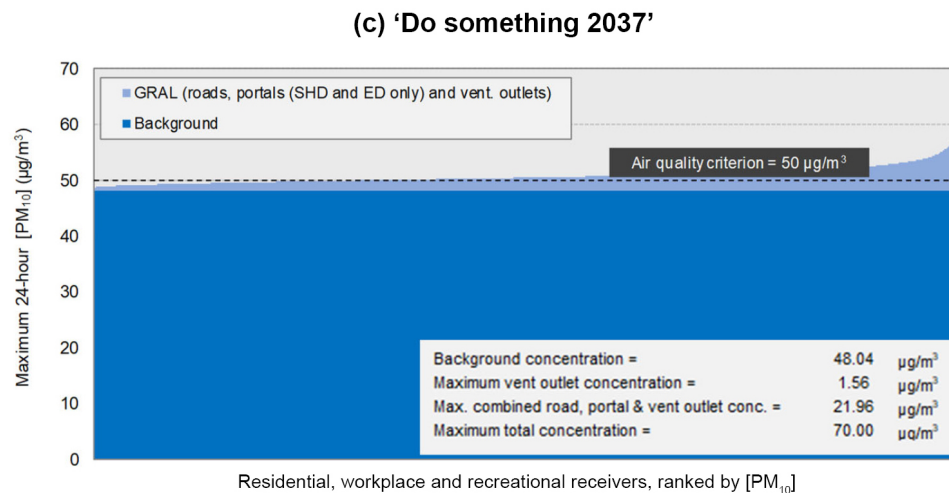 (c) ‘Do something 2037’
70
60
50
40
30
20
10
0
Maximum 24-hour [PM₁₀] (µg/m³)
GRAL (roads, portals (SHD and ED only) and vent. outlets)
Background
Air quality criterion = 50 µg/m³
Background concentration = 48.04 µg/m³
Maximum vent outlet concentration = 1.56 µg/m³
Max. combined road, portal & vent outlet conc. = 21.96 µg/m³
Maximum total concentration = 70.00 µg/m³
Residential, workplace and recreational receivers, ranked by [PM₁₀]